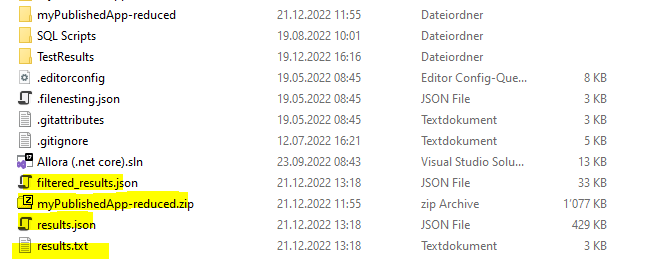 myPublishedApp-reduced 21.12.2022 11:55 Dateiordner
SQL Scripts 19.08.2022 10:01 Dateiordner
TestResults 19.12.2022 16:16 Dateiordner
.editorconfig 19.05.2022 08:45 Editor Config-Que... 8 KB
.filenesting.json 19.05.2022 08:45 JSON File 3 KB
.gitattributes 19.05.2022 08:45 Textdokument 3 KB
.gitignore 12.07.2022 16:21 Textdokument 5 KB
Allora (.net core).sln 23.09.2022 08:43 Visual Studio Solu... 13 KB
filtered_results.json 21.12.2022 13:18 JSON File 33 KB
myPublishedApp-reduced.zip 21.12.2022 11:55 zip Archive 1'077 KB
results.json 21.12.2022 13:18 JSON File 429 KB
results.txt 21.12.2022 13:18 Textdokument 3 KB